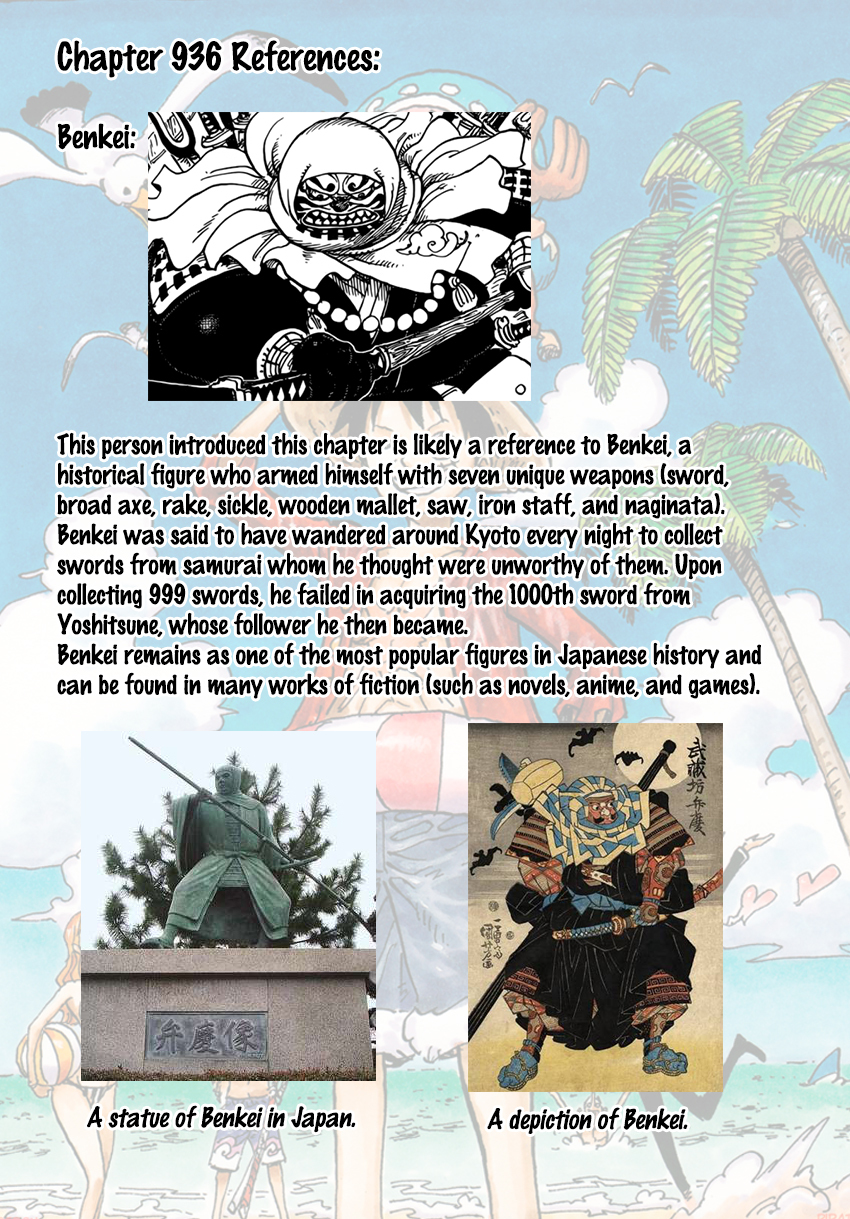 Chapter 936 References:
Benkei:
This person introduced this chapter is likely a reference to Benkei, a
historical figure who armed himself with seven unique weapons (sword,
broad axe, rake, sickle, wooden mallet, saw, iron staff, and naginata).
Benkei was said to have wandered around Kyoto every night to collect
swords from samurai whom he thought were unworthy of them. Upon
collecting 999 swords, he failed in acquiring the 1000th sword from
Yoshitsune, whose follower he then became.
Benkei remains as one of the most popular figures in Japanese history and
can be found in many works of fiction (such as novels, anime, and games).
弁慶像
武蔵坊弁慶
A statue of Benkei in Japan.
A depiction of Benkei.